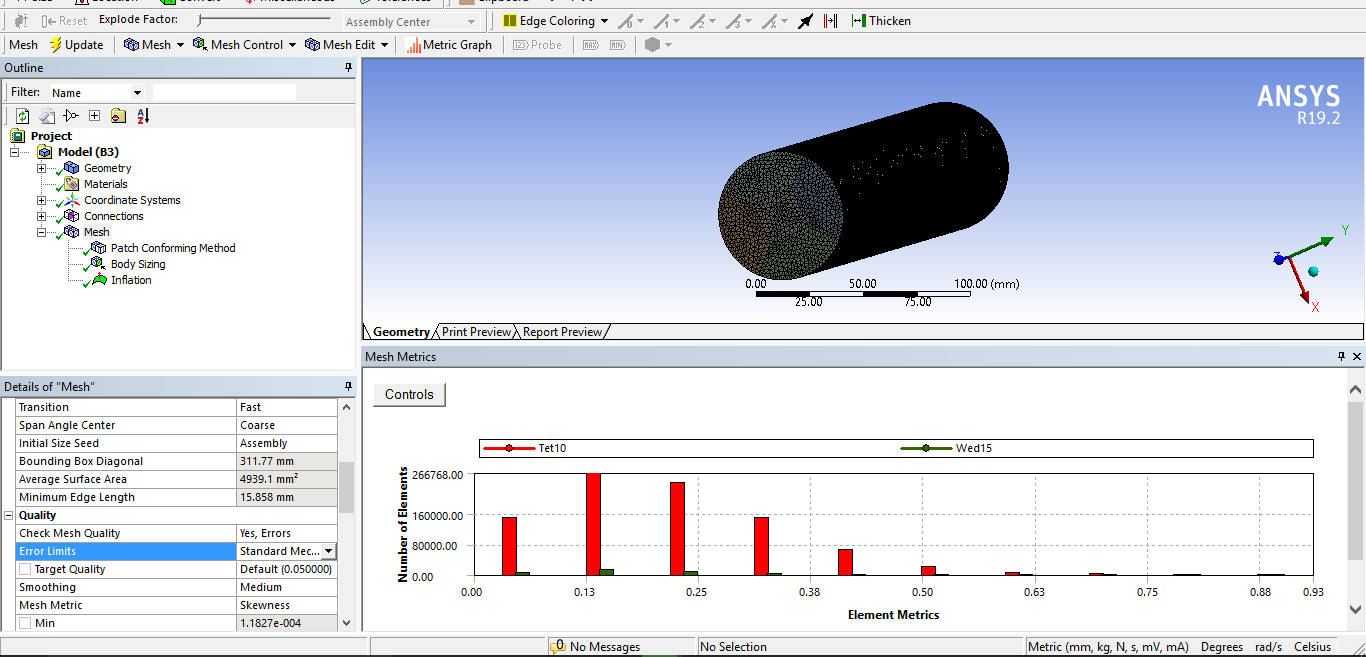 Reset Explode Factor: Assembly Center Edge Coloring Thicken
Mesh Update Mesh Mesh Control Mesh Edit Metric Graph Probe MAX MIN
Outline
Filter: Name
Project
Model (B3)
Geometry
Materials
Coordinate Systems
Connections
Mesh
Patch Conforming Method
Body Sizing
Inflation
ANSYS
R19.2
Y
Z
X
0.00 50.00 100.00 (mm)
25.00 75.00
Geometry Print Preview Report Preview
Details of "Mesh"
Transition Fast
Span Angle Center Coarse
Initial Size Seed Assembly
Bounding Box Diagonal 311.77 mm
Average Surface Area 4939.1 mm²
Minimum Edge Length 15.858 mm
Quality
Check Mesh Quality Yes, Errors
Error Limits Standard Mec...
Target Quality Default (0.050000)
Smoothing Medium
Mesh Metric Skewness
Min 1.1827e-004
Mesh Metrics
Controls
Tet10 Wed15
Number of Elements
266768.00
160000.00
80000.00
0.00
0.00 0.13 0.25 0.38 0.50 0.63 0.75 0.88 0.93
Element Metrics
0 No Messages No Selection Metric (mm, kg, N, s, mV, mA) Degrees rad/s Celsius